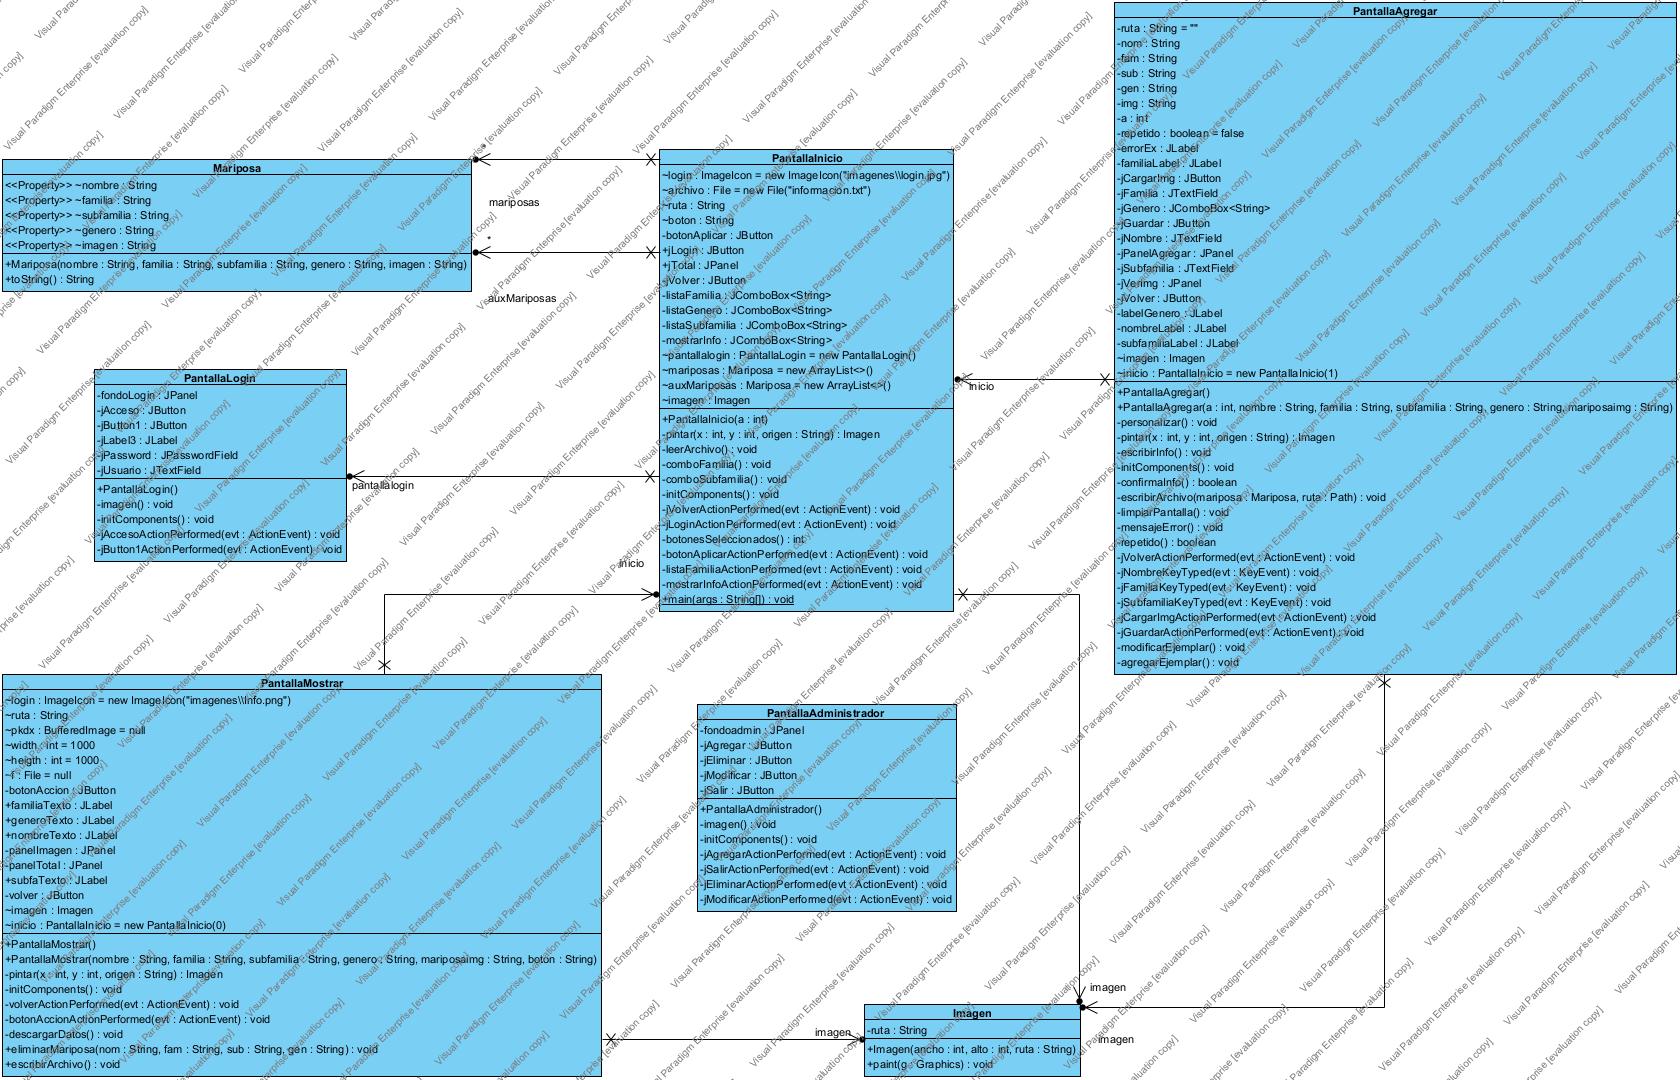 PantallaAgregar
-ruta : String = ""
-nom : String
-fam : String
-sub : String
-gen : String
-img : String
-a : int
-repetido : boolean = false
-errorEx : JLabel
-familiaLabel : JLabel
-jCargarImg : JButton
-jFamilia : JTextField
-jGenero : JComboBox<String>
-jGuardar : JButton
-jNombre : JTextField
-jPanelAgregar : JPanel
-jSubfamilia : JTextField
-jVerImg : JPanel
-jVolver : JButton
-labelGenero : JLabel
-nombreLabel : JLabel
-subfamiliaLabel : JLabel
~imagen : Imagen
~inicio : PantallaInicio = new PantallaInicio(1)
+PantallaAgregar()
+PantallaAgregar(a : int, nombre : String, familia : String, subfamilia : String, genero : String, mariposaimg : String)
-personalizar() : void
-pintar(x : int, y : int, origen : String) : Imagen
-escribirInfo() : void
-initComponents() : void
-confirmaInfo() : boolean
-escribirArchivo(mariposa : Mariposa, ruta : Path) : void
-limpiarPantalla() : void
-mensajeError() : void
-repetido() : boolean
-jVolverActionPerformed(evt : ActionEvent) : void
-jNombreKeyTyped(evt : KeyEvent) : void
-jFamiliaKeyTyped(evt : KeyEvent) : void
-jSubfamiliaKeyTyped(evt : KeyEvent) : void
-jCargarImgActionPerformed(evt : ActionEvent) : void
-jGuardarActionPerformed(evt : ActionEvent) : void
-modificarEjemplar() : void
-agregarEjemplar() : void
Mariposa
<<Property>> ~nombre : String
<<Property>> ~familia : String
<<Property>> ~subfamilia : String
<<Property>> ~genero : String
<<Property>> ~imagen : String
+Mariposa(nombre : String, familia : String, subfamilia : String, genero : String, imagen : String)
+toString() : String
*
mariposas
*
auxMariposas
PantallaInicio
~login : ImageIcon = new ImageIcon("imagenes\\login.jpg")
~archivo : File = new File("informacion.txt")
~ruta : String
~boton : String
-botonAplicar : JButton
+jLogin : JButton
+jTotal : JPanel
-jVolver : JButton
-listaFamilia : JComboBox<String>
-listaGenero : JComboBox<String>
-listaSubfamilia : JComboBox<String>
-mostrarInfo : JComboBox<String>
~pantallalogin : PantallaLogin = new PantallaLogin()
~mariposas : Mariposa = new ArrayList<>()
~auxMariposas : Mariposa = new ArrayList<>()
~imagen : Imagen
+PantallaInicio(a : int)
-pintar(x : int, y : int, origen : String) : Imagen
-leerArchivo() : void
-comboFamilia() : void
-comboSubfamilia() : void
-initComponents() : void
-jVolverActionPerformed(evt : ActionEvent) : void
-jLoginActionPerformed(evt : ActionEvent) : void
-botonesSeleccionados() : int
-botonAplicarActionPerformed(evt : ActionEvent) : void
-listaFamiliaActionPerformed(evt : ActionEvent) : void
-mostrarInfoActionPerformed(evt : ActionEvent) : void
+main(args : String[]) : void
inicio
PantallaLogin
-fondoLogin : JPanel
-jAcceso : JButton
-jButton1 : JButton
-jLabel3 : JLabel
-jPassword : JPasswordField
-jUsuario : JTextField
+PantallaLogin()
-imagen() : void
-initComponents() : void
-jAccesoActionPerformed(evt : ActionEvent) : void
-jButton1ActionPerformed(evt : ActionEvent) : void
pantallalogin
inicio
PantallaMostrar
~login : ImageIcon = new ImageIcon("imagenes\\Info.png")
~ruta : String
~pkdx : BufferedImage = null
~width : int = 1000
~heigth : int = 1000
~f : File = null
-botonAccion : JButton
+familiaTexto : JLabel
+generoTexto : JLabel
+nombreTexto : JLabel
-panelImagen : JPanel
-panelTotal : JPanel
+subfaTexto : JLabel
-volver : JButton
~imagen : Imagen
~inicio : PantallaInicio = new PantallaInicio(0)
+PantallaMostrar()
+PantallaMostrar(nombre : String, familia : String, subfamilia : String, genero : String, mariposaimg : String, boton : String)
-pintar(x : int, y : int, origen : String) : Imagen
-initComponents() : void
-volverActionPerformed(evt : ActionEvent) : void
-botonAccionActionPerformed(evt : ActionEvent) : void
-descargarDatos() : void
+eliminarMariposa(nom : String, fam : String, sub : String, gen : String) : void
+escribirArchivo() : void
PantallaAdministrador
-fondoadmin : JPanel
-jAgregar : JButton
-jEliminar : JButton
-jModificar : JButton
-jSalir : JButton
+PantallaAdministrador()
-imagen() : void
-initComponents() : void
-jAgregarActionPerformed(evt : ActionEvent) : void
-jSalirActionPerformed(evt : ActionEvent) : void
-jEliminarActionPerformed(evt : ActionEvent) : void
-jModificarActionPerformed(evt : ActionEvent) : void
imagen
imagen
imagen
Imagen
-ruta : String
+Imagen(ancho : int, alto : int, ruta : String)
+paint(g : Graphics) : void
Visual Paradigm Enterprise [evaluation copy]